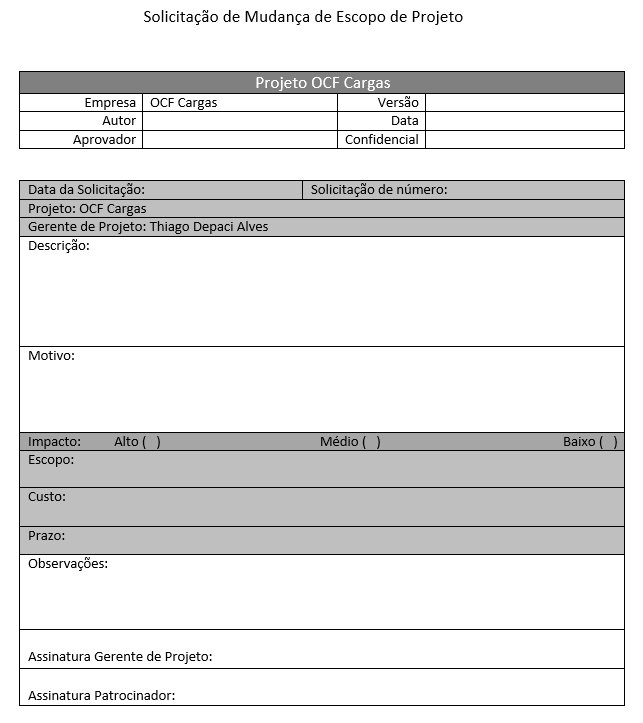 Solicitação de Mudança de Escopo de Projeto
Projeto OCF Cargas
Empresa OCF Cargas Versão
Autor Data
Aprovador Confidencial
Data da Solicitação: Solicitação de número:
Projeto: OCF Cargas
Gerente de Projeto: Thiago Depaci Alves
Descrição:
Motivo:
Impacto: Alto ( ) Médio ( ) Baixo ( )
Escopo:
Custo:
Prazo:
Observações:
Assinatura Gerente de Projeto:
Assinatura Patrocinador: